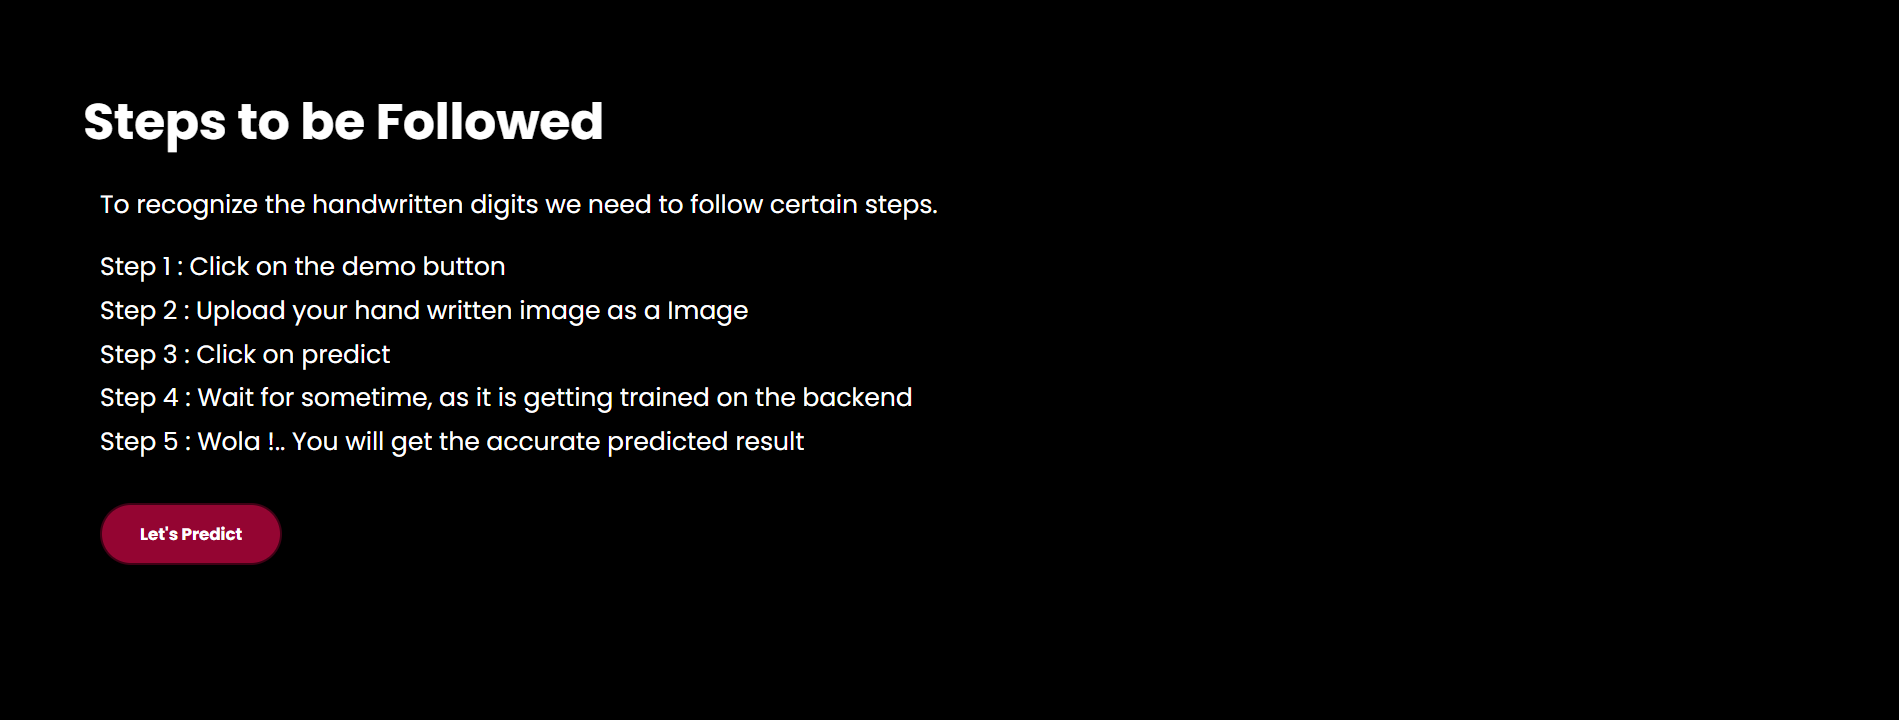 Steps to be Followed
To recognize the handwritten digits we need to follow certain steps.
Step 1 : Click on the demo button
Step 2 : Upload your hand written image as a Image
Step 3 : Click on predict
Step 4 : Wait for sometime, as it is getting trained on the backend
Step 5 : Wola !.. You will get the accurate predicted result
Let's Predict